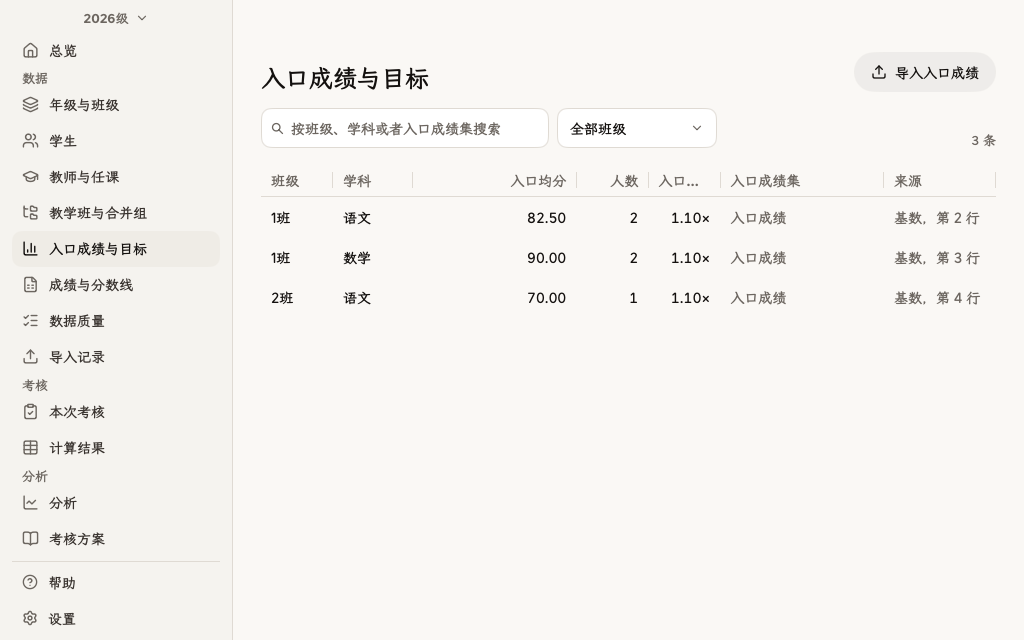 2026级
总览
数据
年级与班级
学生
教师与任课
教学班与合并组
入口成绩与目标
成绩与分数线
数据质量
导入记录
考核
本次考核
计算结果
分析
分析
考核方案
帮助
设置
入口成绩与目标
导入入口成绩
按班级、学科或者入口成绩集搜索
全部班级
3 条
班级 学科 入口均分 人数 入口... 入口成绩集 来源
1班 语文 82.50 2 1.10× 入口成绩 基数，第 2 行
1班 数学 90.00 2 1.10× 入口成绩 基数，第 3 行
2班 语文 70.00 1 1.10× 入口成绩 基数，第 4 行